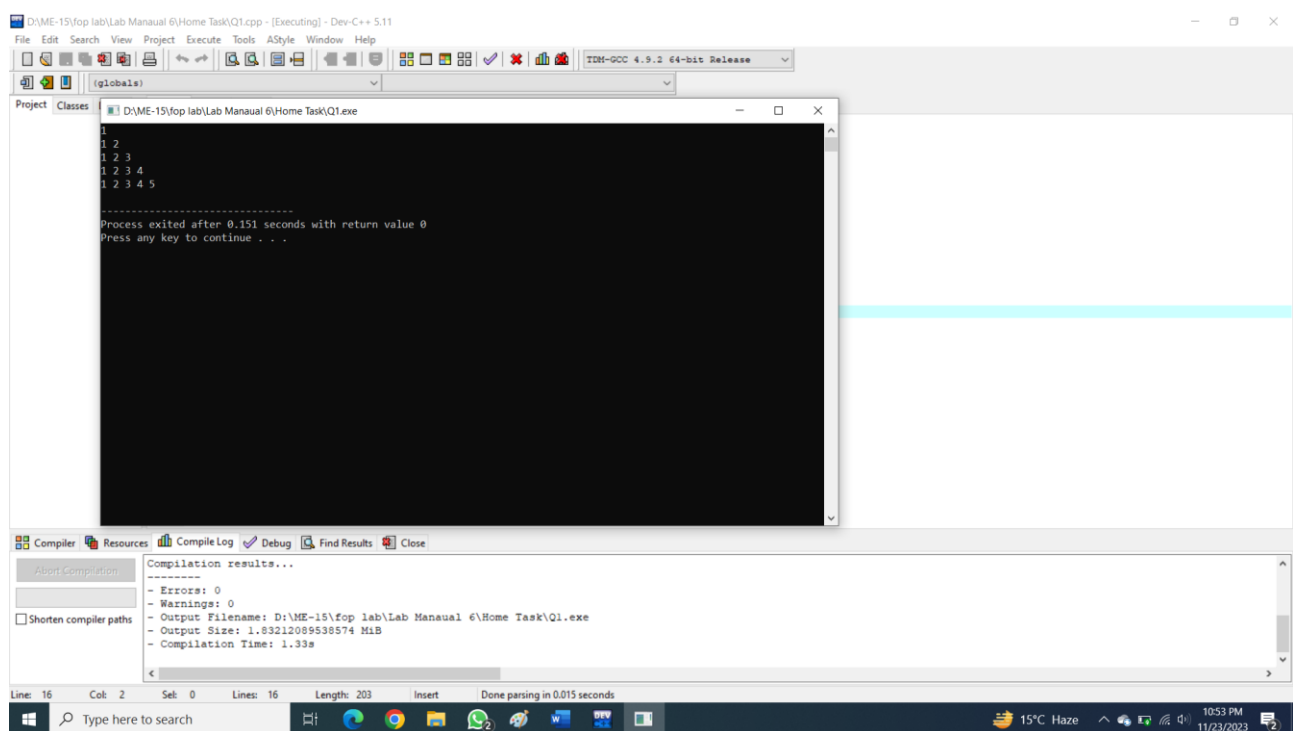 D:\ME-15\fop lab\Lab Manaual 6\Home Task\Q1.cpp - [Executing] - Dev-C++ 5.11
File Edit Search View Project Execute Tools AStyle Window Help
TDM-GCC 4.9.2 64-bit Release
(globals)
Project Classes
D:\ME-15\fop lab\Lab Manaual 6\Home Task\Q1.exe
1
1 2
1 2 3
1 2 3 4
1 2 3 4 5
--------------------------------
Process exited after 0.151 seconds with return value 0
Press any key to continue . . .
Compiler Resources Compile Log Debug Find Results Close
Abort Compilation
Shorten compiler paths
Compilation results...
--------
- Errors: 0
- Warnings: 0
- Output Filename: D:\ME-15\fop lab\Lab Manaual 6\Home Task\Q1.exe
- Output Size: 1.83212089538574 MiB
- Compilation Time: 1.33s
Line: 16 Col: 2 Sel: 0 Lines: 16 Length: 203 Insert Done parsing in 0.015 seconds
Type here to search
2
W
DEV
15°C Haze
10:53 PM
11/23/2023
2